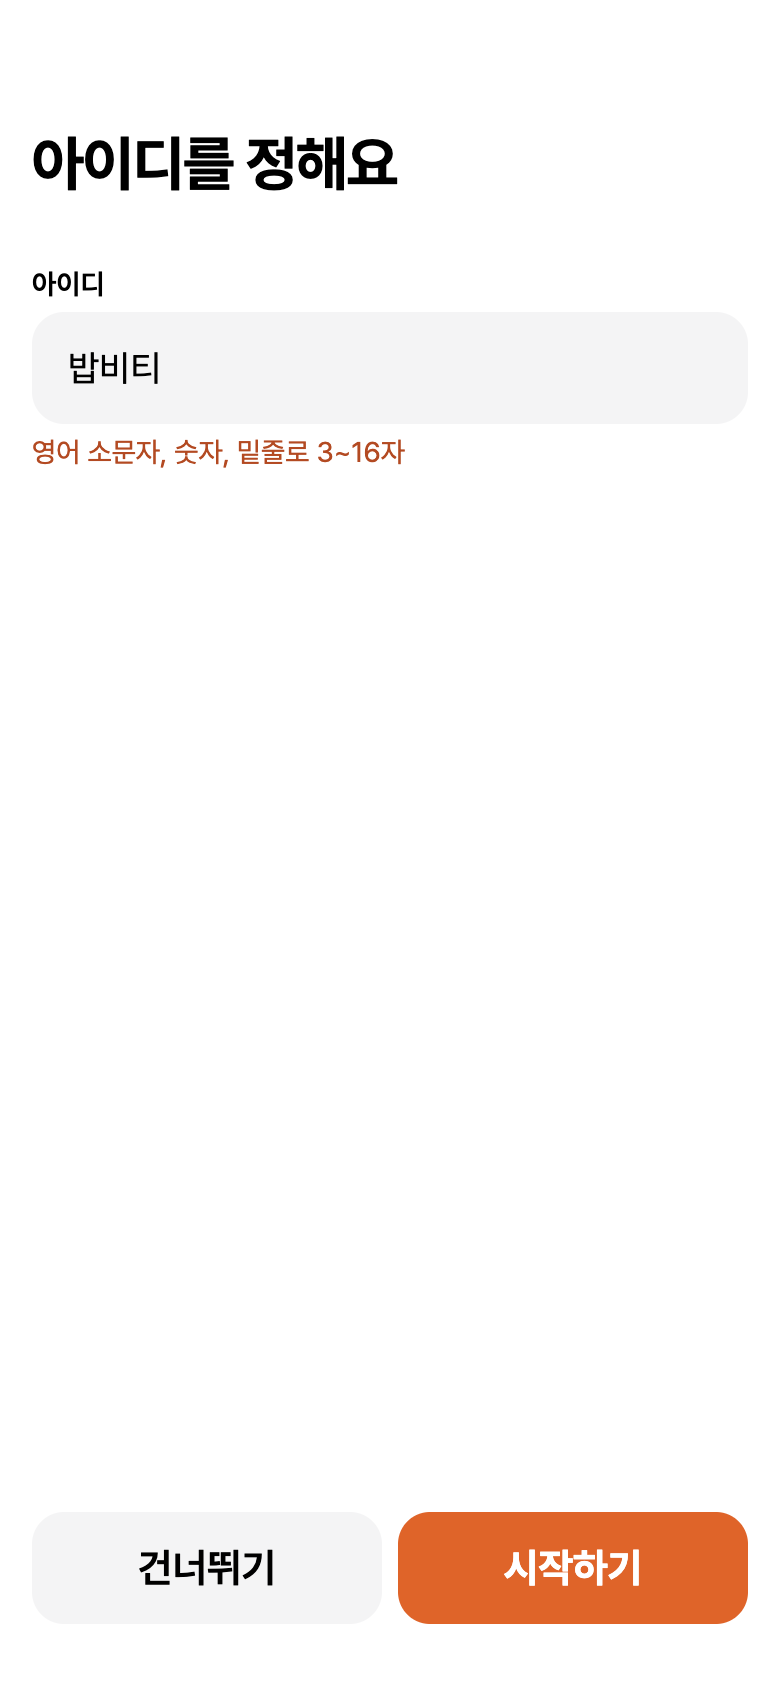 아이디를 정해요
아이디
밥비티
영어 소문자, 숫자, 밑줄로 3~16자
건너뛰기
시작하기